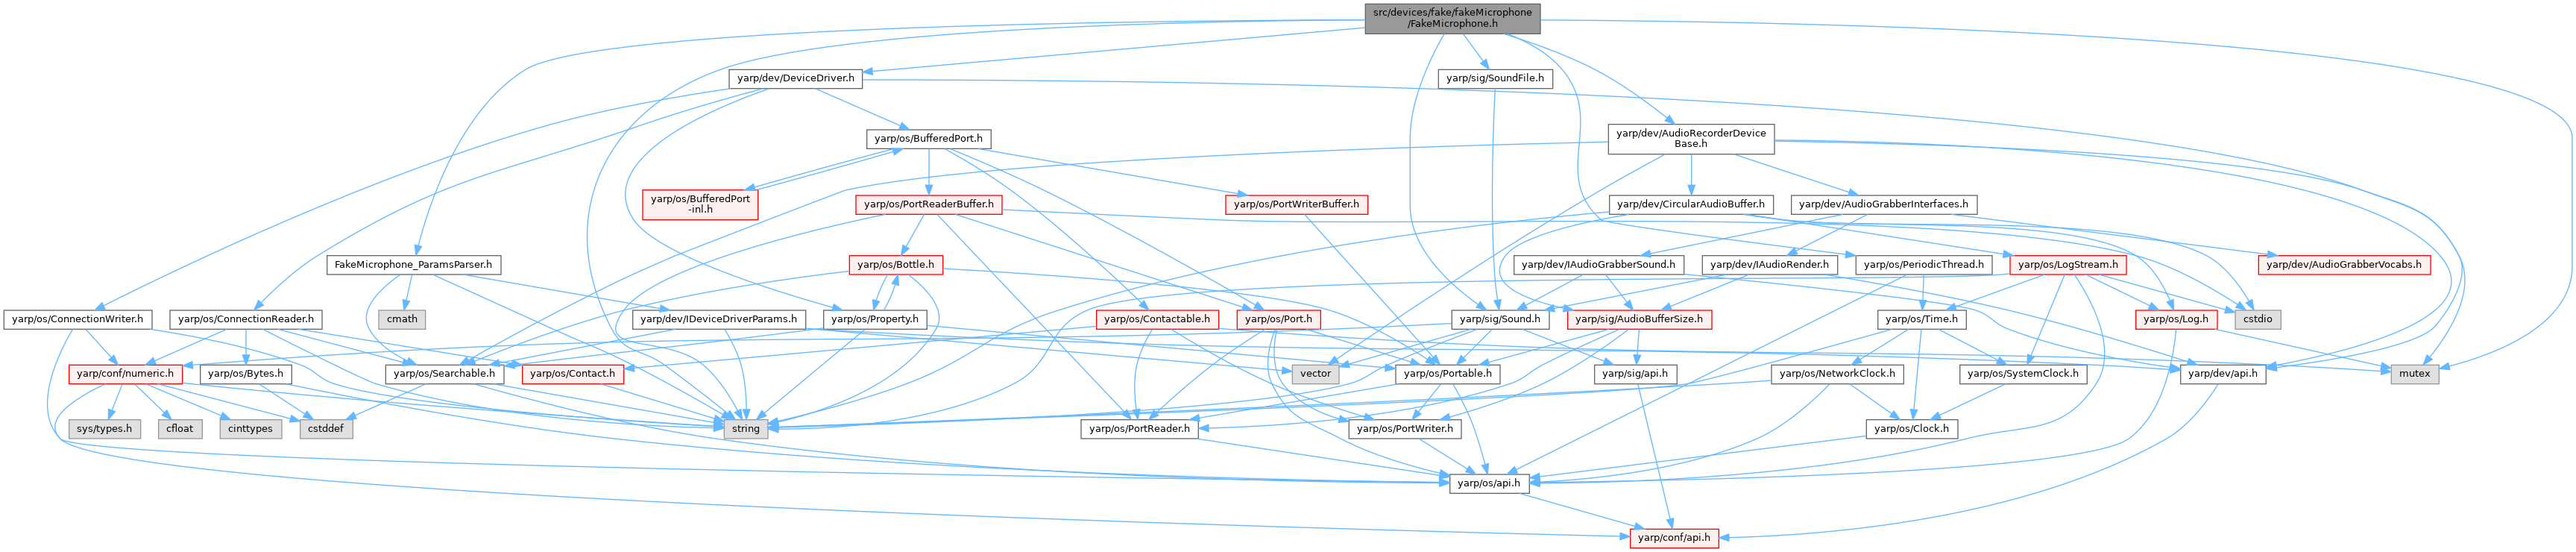 src/devices/fake/fakeMicrophone
/FakeMicrophone.h
yarp/dev/DeviceDriver.h
yarp/sig/SoundFile.h
yarp/os/BufferedPort.h
yarp/dev/AudioRecorderDevice
Base.h
yarp/os/BufferedPort
-inl.h
yarp/os/PortReaderBuffer.h
yarp/os/PortWriterBuffer.h
yarp/dev/CircularAudioBuffer.h
yarp/dev/AudioGrabberInterfaces.h
FakeMicrophone_ParamsParser.h
yarp/os/Bottle.h
yarp/dev/IAudioGrabberSound.h
yarp/dev/IAudioRender.h
yarp/os/PeriodicThread.h
yarp/os/LogStream.h
yarp/dev/AudioGrabberVocabs.h
yarp/os/ConnectionWriter.h
yarp/os/ConnectionReader.h
cmath
yarp/dev/IDeviceDriverParams.h
yarp/os/Property.h
yarp/os/Contactable.h
yarp/os/Port.h
yarp/sig/Sound.h
yarp/sig/AudioBufferSize.h
yarp/os/Time.h
yarp/os/Log.h
cstdio
yarp/conf/numeric.h
yarp/os/Bytes.h
yarp/os/Searchable.h
yarp/os/Contact.h
vector
yarp/os/Portable.h
yarp/sig/api.h
yarp/os/NetworkClock.h
yarp/os/SystemClock.h
yarp/dev/api.h
mutex
sys/types.h
cfloat
cinttypes
cstddef
string
yarp/os/PortReader.h
yarp/os/PortWriter.h
yarp/os/Clock.h
yarp/os/api.h
yarp/conf/api.h